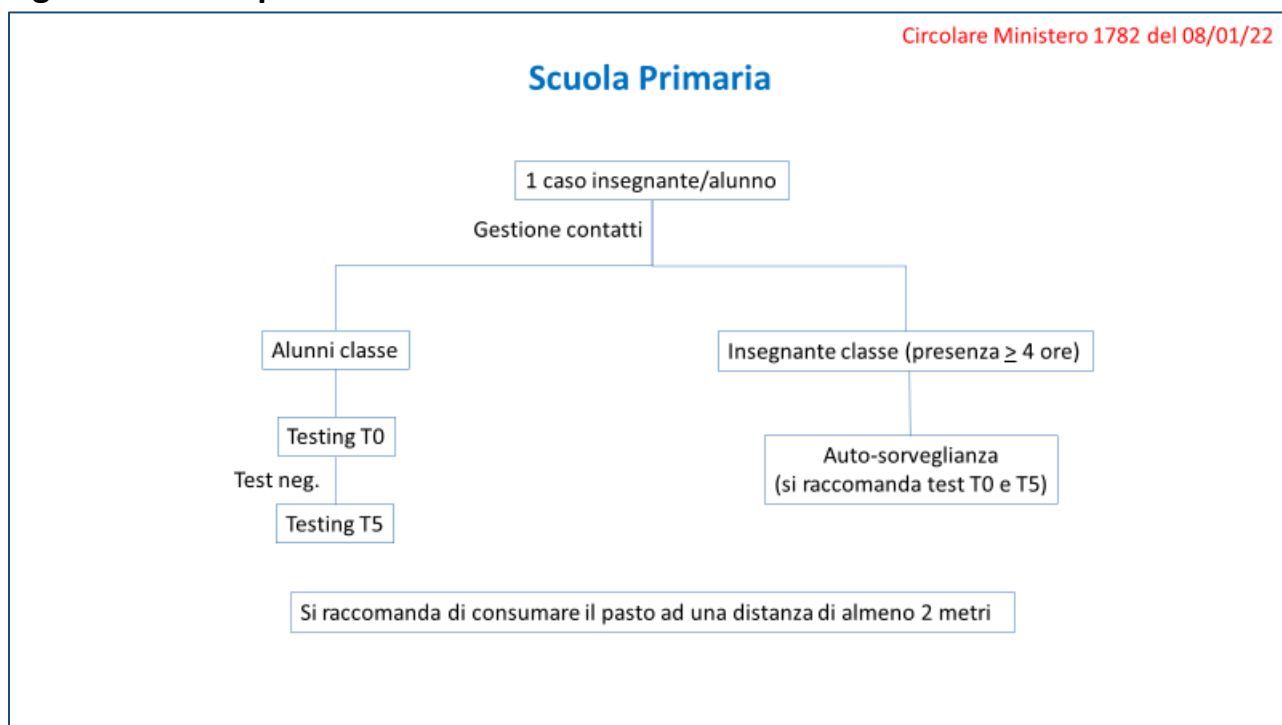 Circolare Ministero 1782 del 08/01/22
Scuola Primaria
1 caso insegnante/alunno
Gestione contatti
Alunni classe
Insegnante classe (presenza ≥ 4 ore)
Testing T0
Auto-sorveglianza
(si raccomanda test T0 e T5)
Test neg.
Testing T5
Si raccomanda di consumare il pasto ad una distanza di almeno 2 metri